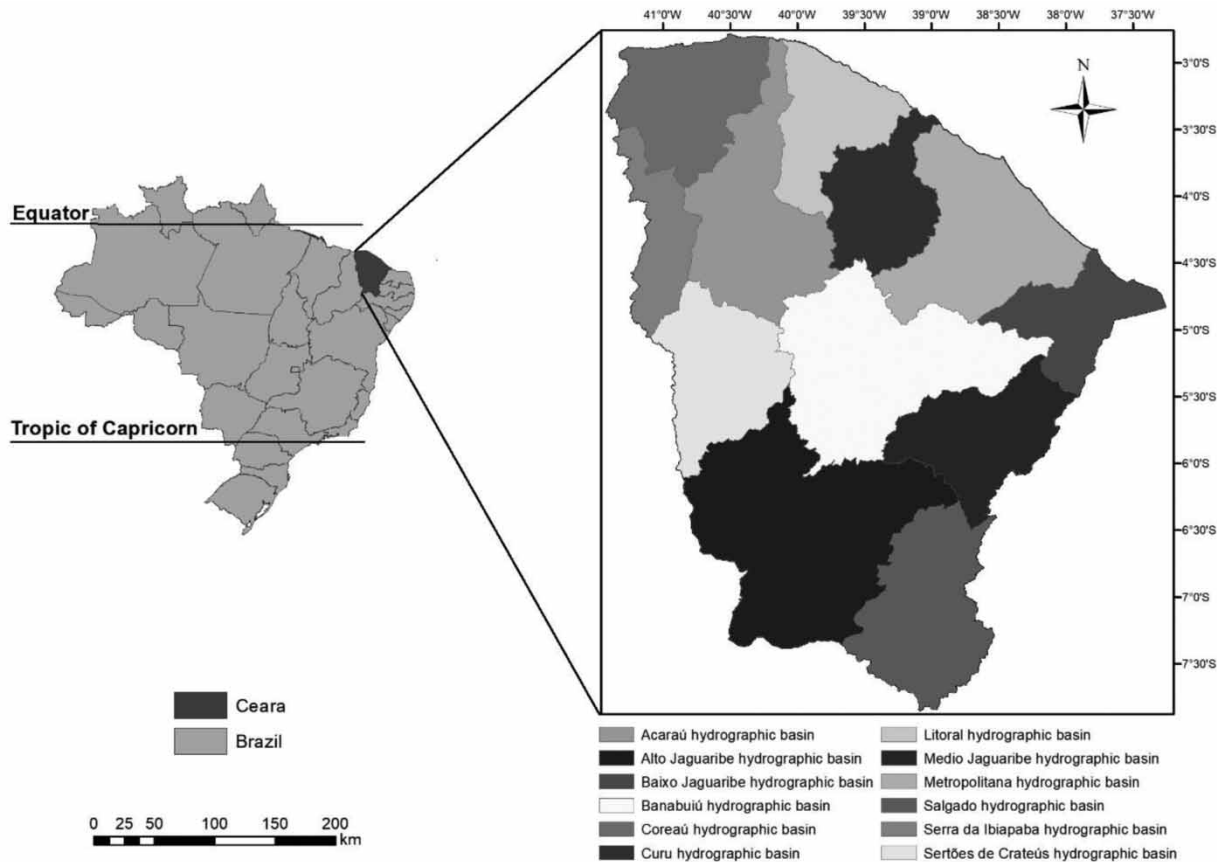 41°0'W 40°30'W 40°0'W 39°30'W 39°0'W 38°30'W 38°0'W 37°30'W
N
3°0'S
3°30'S
4°0'S
4°30'S
5°0'S
5°30'S
6°0'S
6°30'S
7°0'S
7°30'S
Equator
Tropic of Capricorn
Ceara
Brazil
0 25 50 100 150 200
km
Acaraú hydrographic basin
Alto Jaguaribe hydrographic basin
Baixo Jaguaribe hydrographic basin
Banabuiú hydrographic basin
Coreaú hydrographic basin
Curu hydrographic basin
Litoral hydrographic basin
Medio Jaguaribe hydrographic basin
Metropolitana hydrographic basin
Salgado hydrographic basin
Serra da Ibiapaba hydrographic basin
Sertões de Crateús hydrographic basin